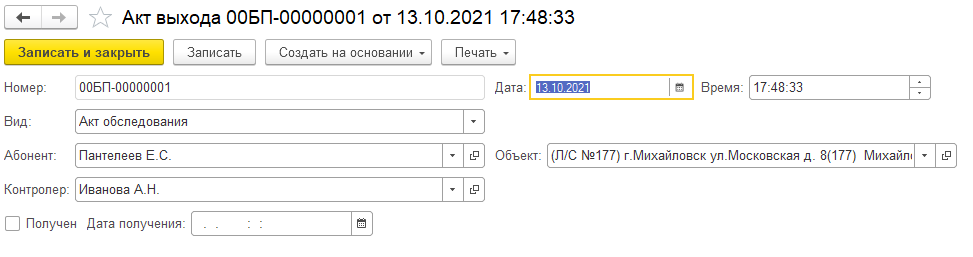 Акт выхода 00БП-00000001 от 13.10.2021 17:48:33
Записать и закрыть Записать Создать на основании Печать
Номер: 00БП-00000001 Дата: 13.10.2021 Время: 17:48:33
Вид: Акт обследования
Абонент: Пантелеев Е.С. Объект: (Л/С №177) г.Михайловск ул.Московская д. 8(177)
Контролер: Иванова А.Н.
Получен Дата получения: . . : :